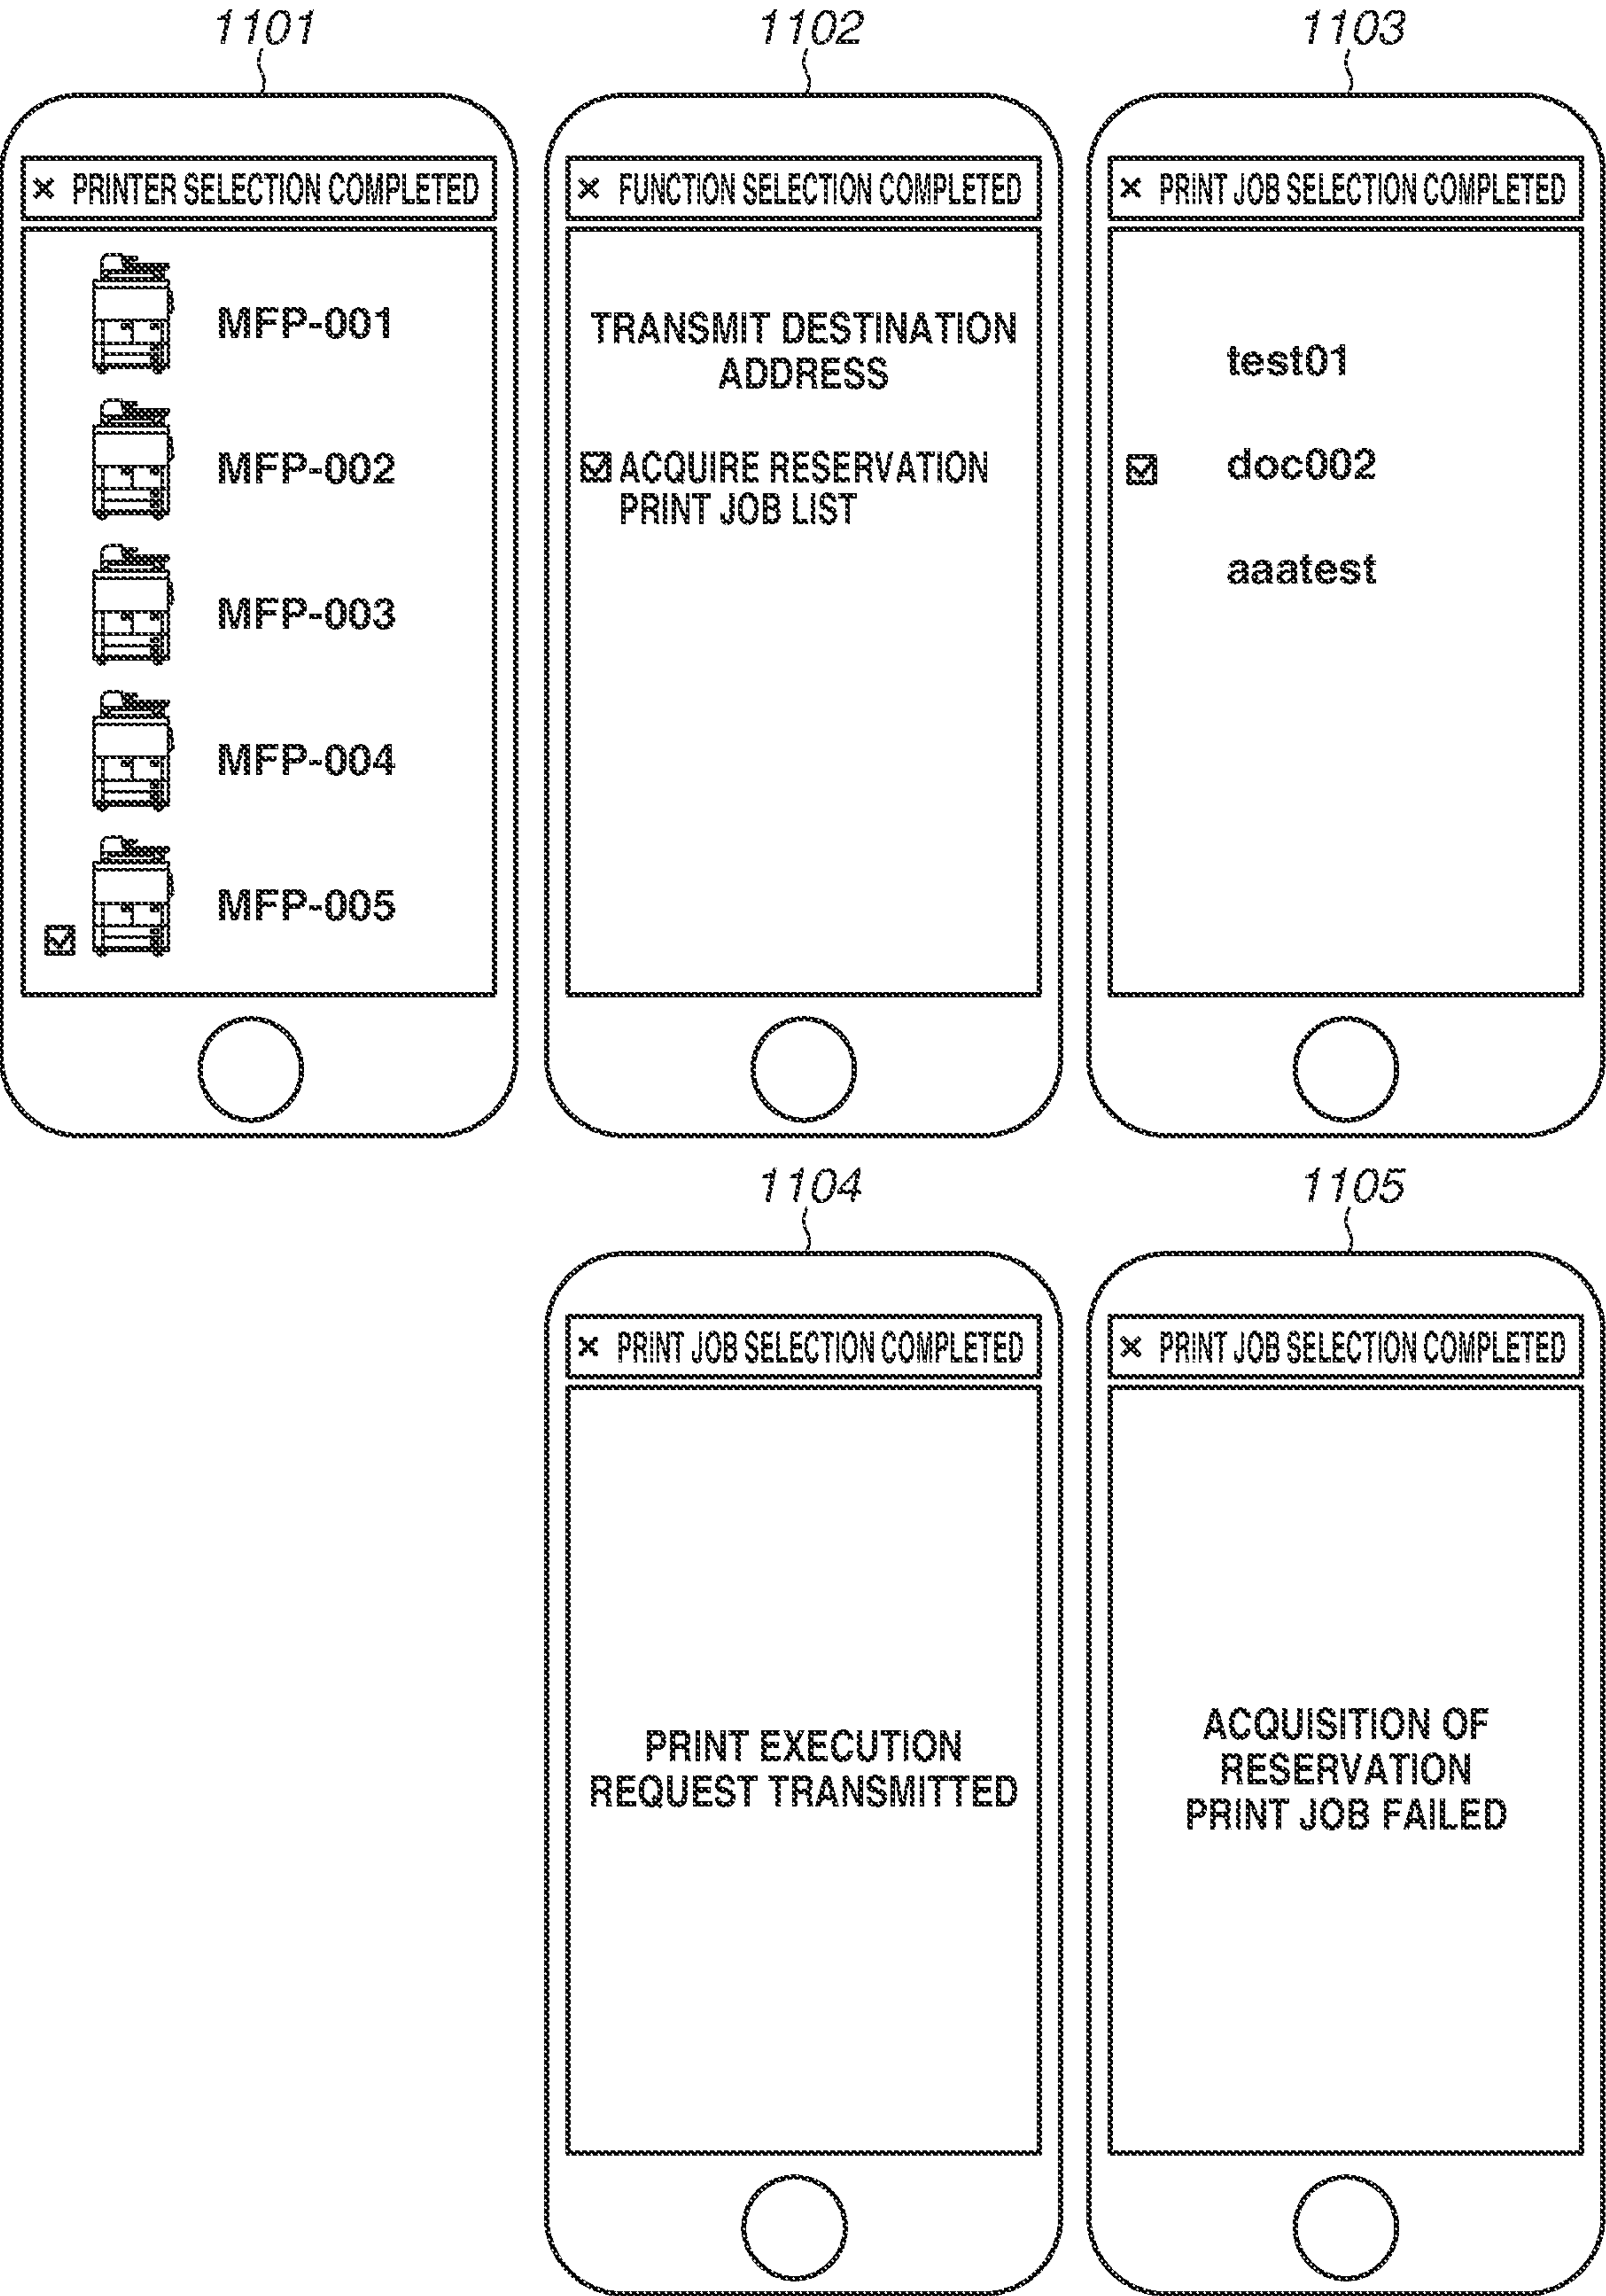 1101
× PRINTER SELECTION COMPLETED
MFP-001
MFP-002
MFP-003
MFP-004
MFP-005
1102
× FUNCTION SELECTION COMPLETED
TRANSMIT DESTINATION
ADDRESS
ACQUIRE RESERVATION
PRINT JOB LIST
1103
× PRINT JOB SELECTION COMPLETED
test01
doc002
aaatest
1104
× PRINT JOB SELECTION COMPLETED
PRINT EXECUTION
REQUEST TRANSMITTED
1105
× PRINT JOB SELECTION COMPLETED
ACQUISITION OF
RESERVATION
PRINT JOB FAILED